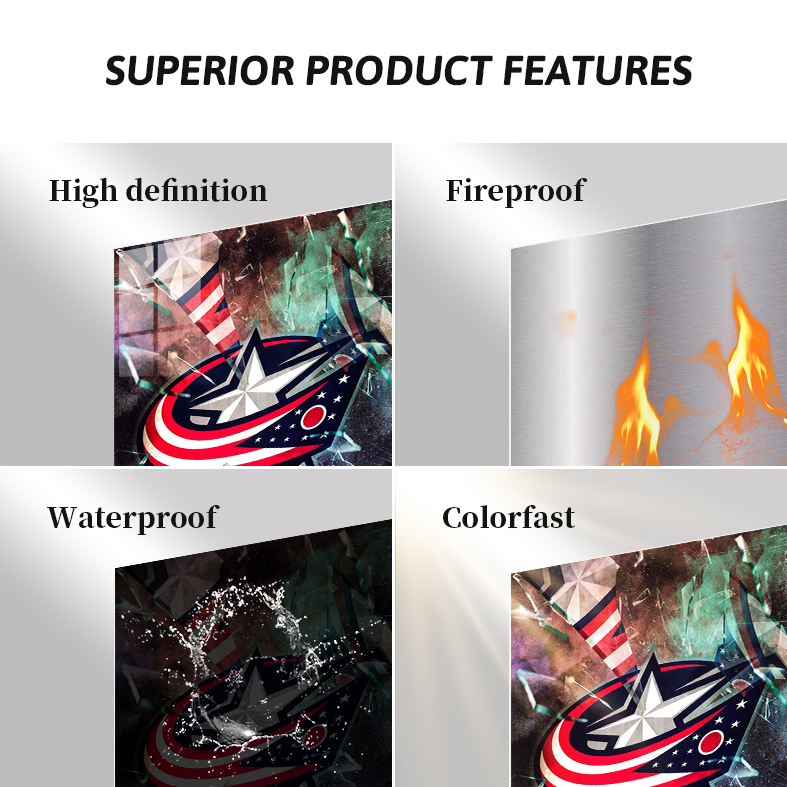 SUPERIOR PRODUCT FEATURES
High definition
Fireproof
Waterproof
Colorfast